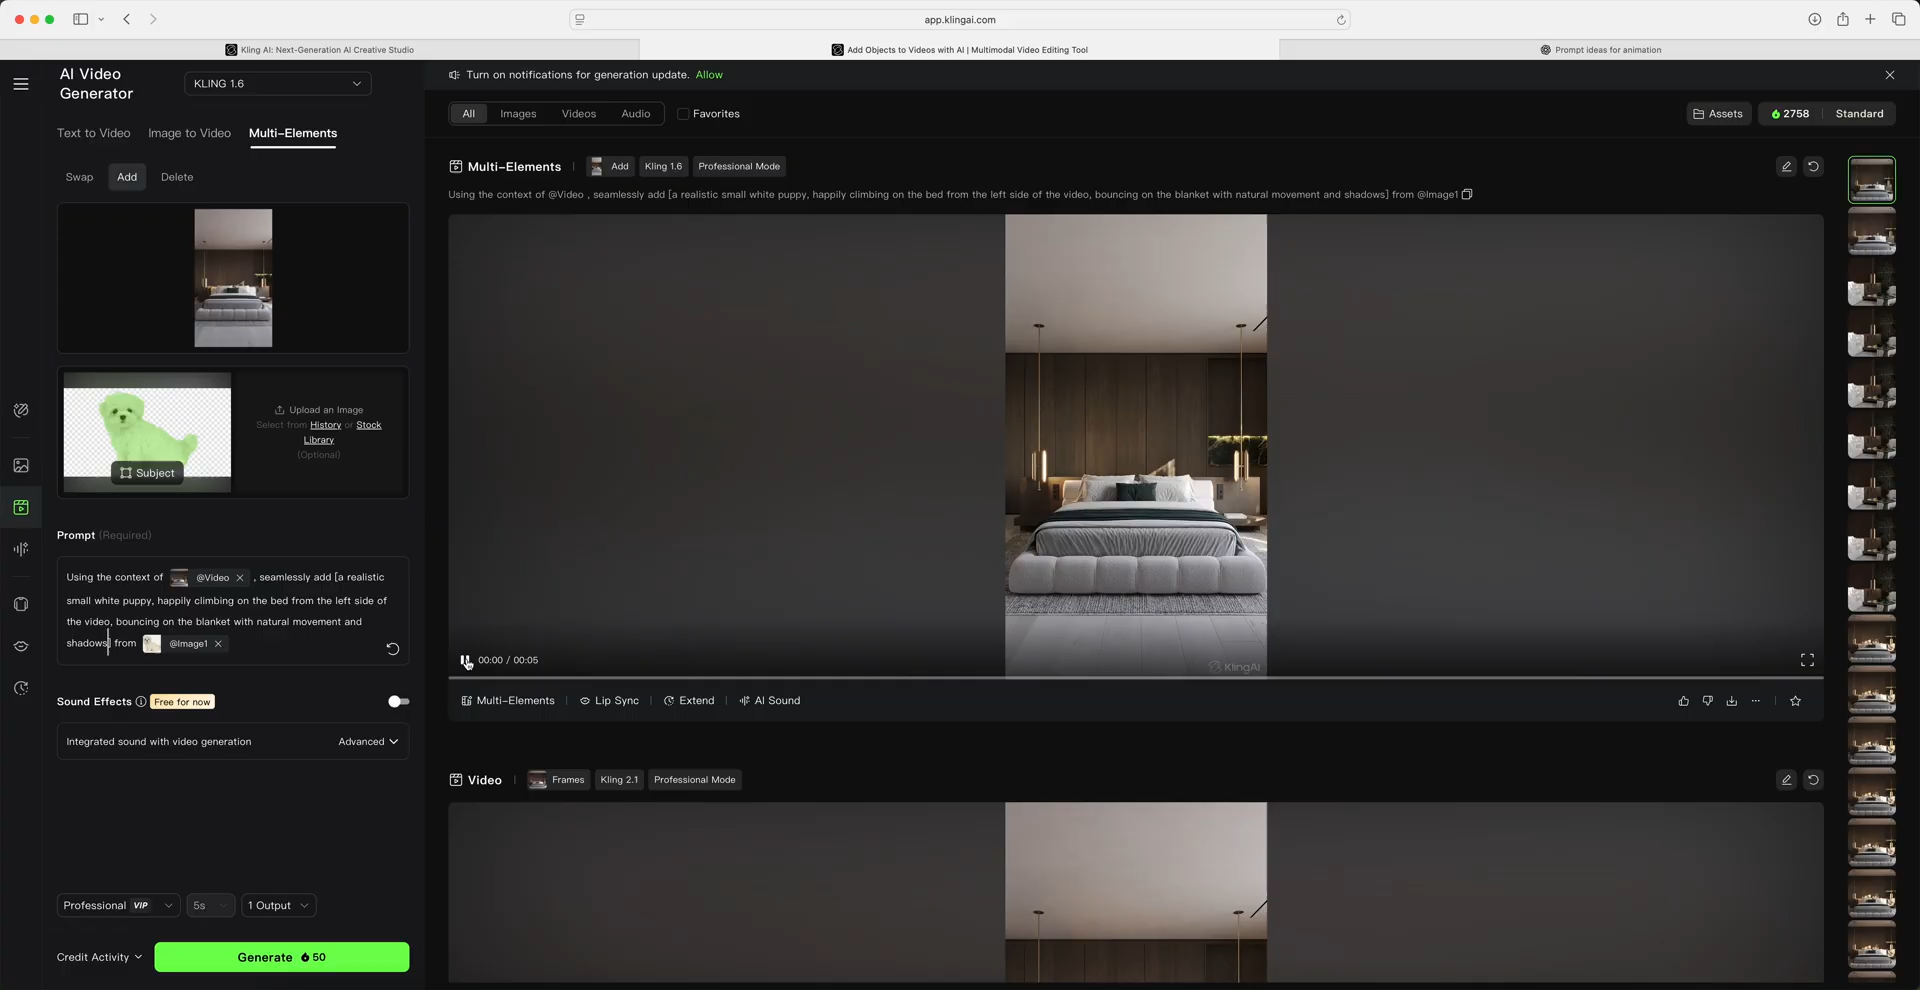 app.klingai.com
Kling AI: Next-Generation AI Creative Studio
Add Objects to Videos with AI | Multimodal Video Editing Tool
Prompt ideas for animation
AI Video
Generator
KLING 1.6
Turn on notifications for generation update. Allow
Text to Video
Image to Video
Multi-Elements
All
Images
Videos
Audio
Favorites
Assets
2758
Standard
Swap
Add
Delete
Multi-Elements
Add
Kling 1.6
Professional Mode
Using the context of @Video , seamlessly add [a realistic small white puppy, happily climbing on the bed from the left side of the video, bouncing on the blanket with natural movement and shadows] from @Image1
Subject
Upload an Image
Select from History or Stock
Library
(Optional)
Prompt (Required)
Using the context of @Video , seamlessly add [a realistic
small white puppy, happily climbing on the bed from the left side of
the video, bouncing on the blanket with natural movement and
shadows] from @Image1
Sound Effects Free for now
Integrated sound with video generation
Advanced
Professional VIP
5s
1 Output
Credit Activity
Generate 50
00:00 / 00:05
KlingAI
Multi-Elements
Lip Sync
Extend
AI Sound
Video
Frames
Kling 2.1
Professional Mode